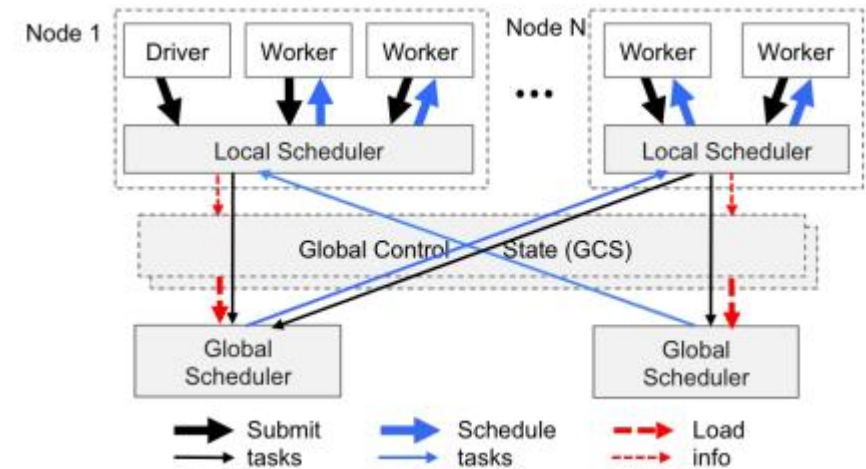 Node 1
Driver
Worker
Worker
Node N
Worker
Worker
...
Local Scheduler
Local Scheduler
Global Control State (GCS)
Global
Scheduler
Global
Scheduler
Submit
tasks
Schedule
tasks
Load
info